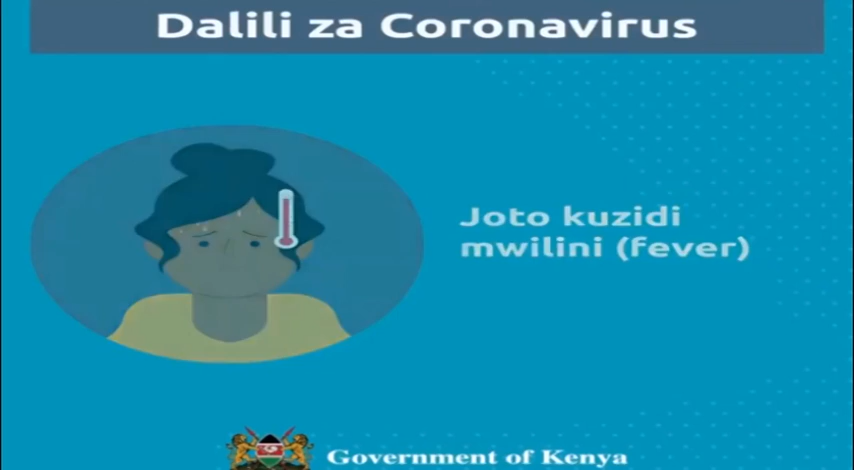 Dalili za Coronavirus
Joto kuzidi
mwilini (fever)
Government of Kenya